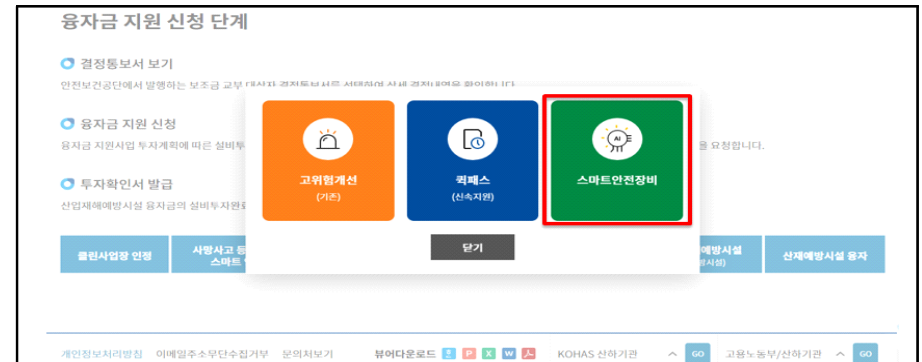 융자금 지원 신청 단계
결정통보서 보기
안전보건공단에서 발행하는 보조금 교부 대상자 결정통보서를 선택하여 상세 결정내역을 확인합니다
융자금 지원 신청
융자금 지원사업 투자계획에 따른 설비투
을 요청합니다.
투자확인서 발급
산업재해예방시설 융자금의 설비투자완료
AI
고위험개선
(기존)
퀵패스
(신속지원)
스마트안전장비
닫기
클린사업장 인정
사망사고 등
스마트
예방시설
방시설)
산재예방시설 융자
개인정보처리방침 이메일주소무단수집거부 문의처보기 뷰어다운로드 P X W KOHAS 산하기관 GO 고용노동부/산하기관 GO